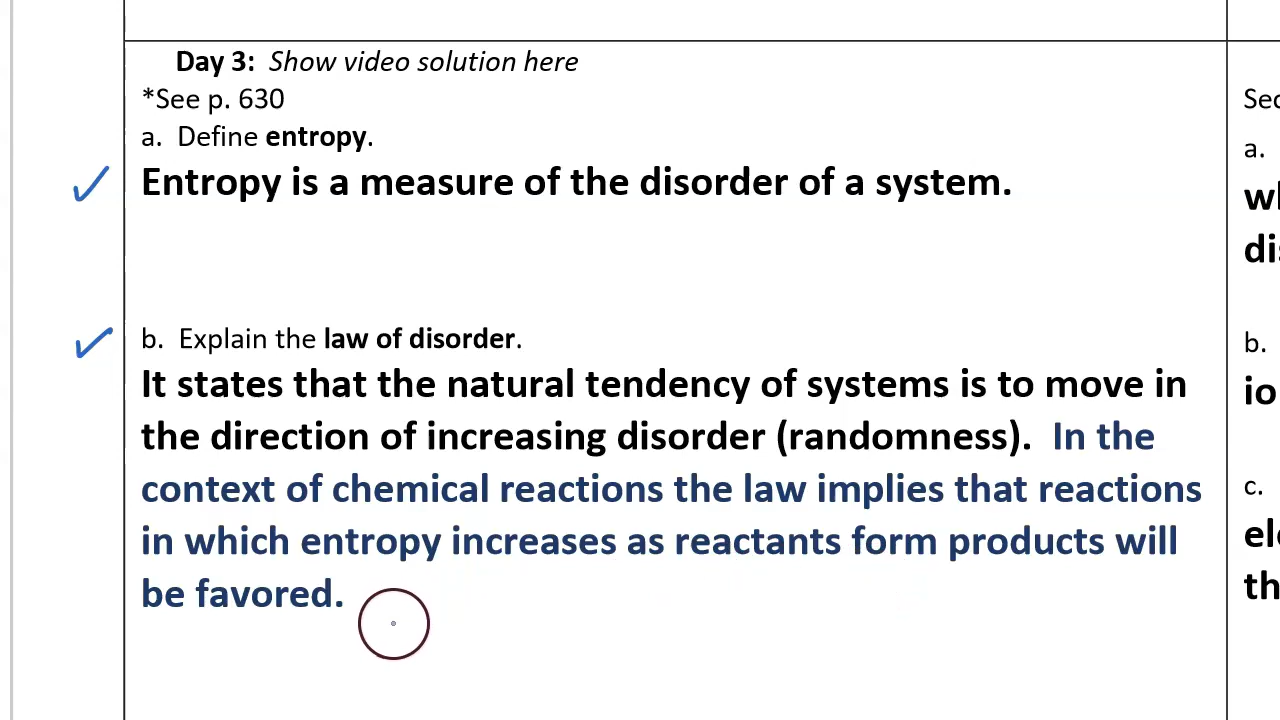 Day 3: Show video solution here
*See p. 630
a. Define entropy.
Entropy is a measure of the disorder of a system.
b. Explain the law of disorder.
It states that the natural tendency of systems is to move in
the direction of increasing disorder (randomness). In the
context of chemical reactions the law implies that reactions
in which entropy increases as reactants form products will
be favored.
a.
b.
io
c.